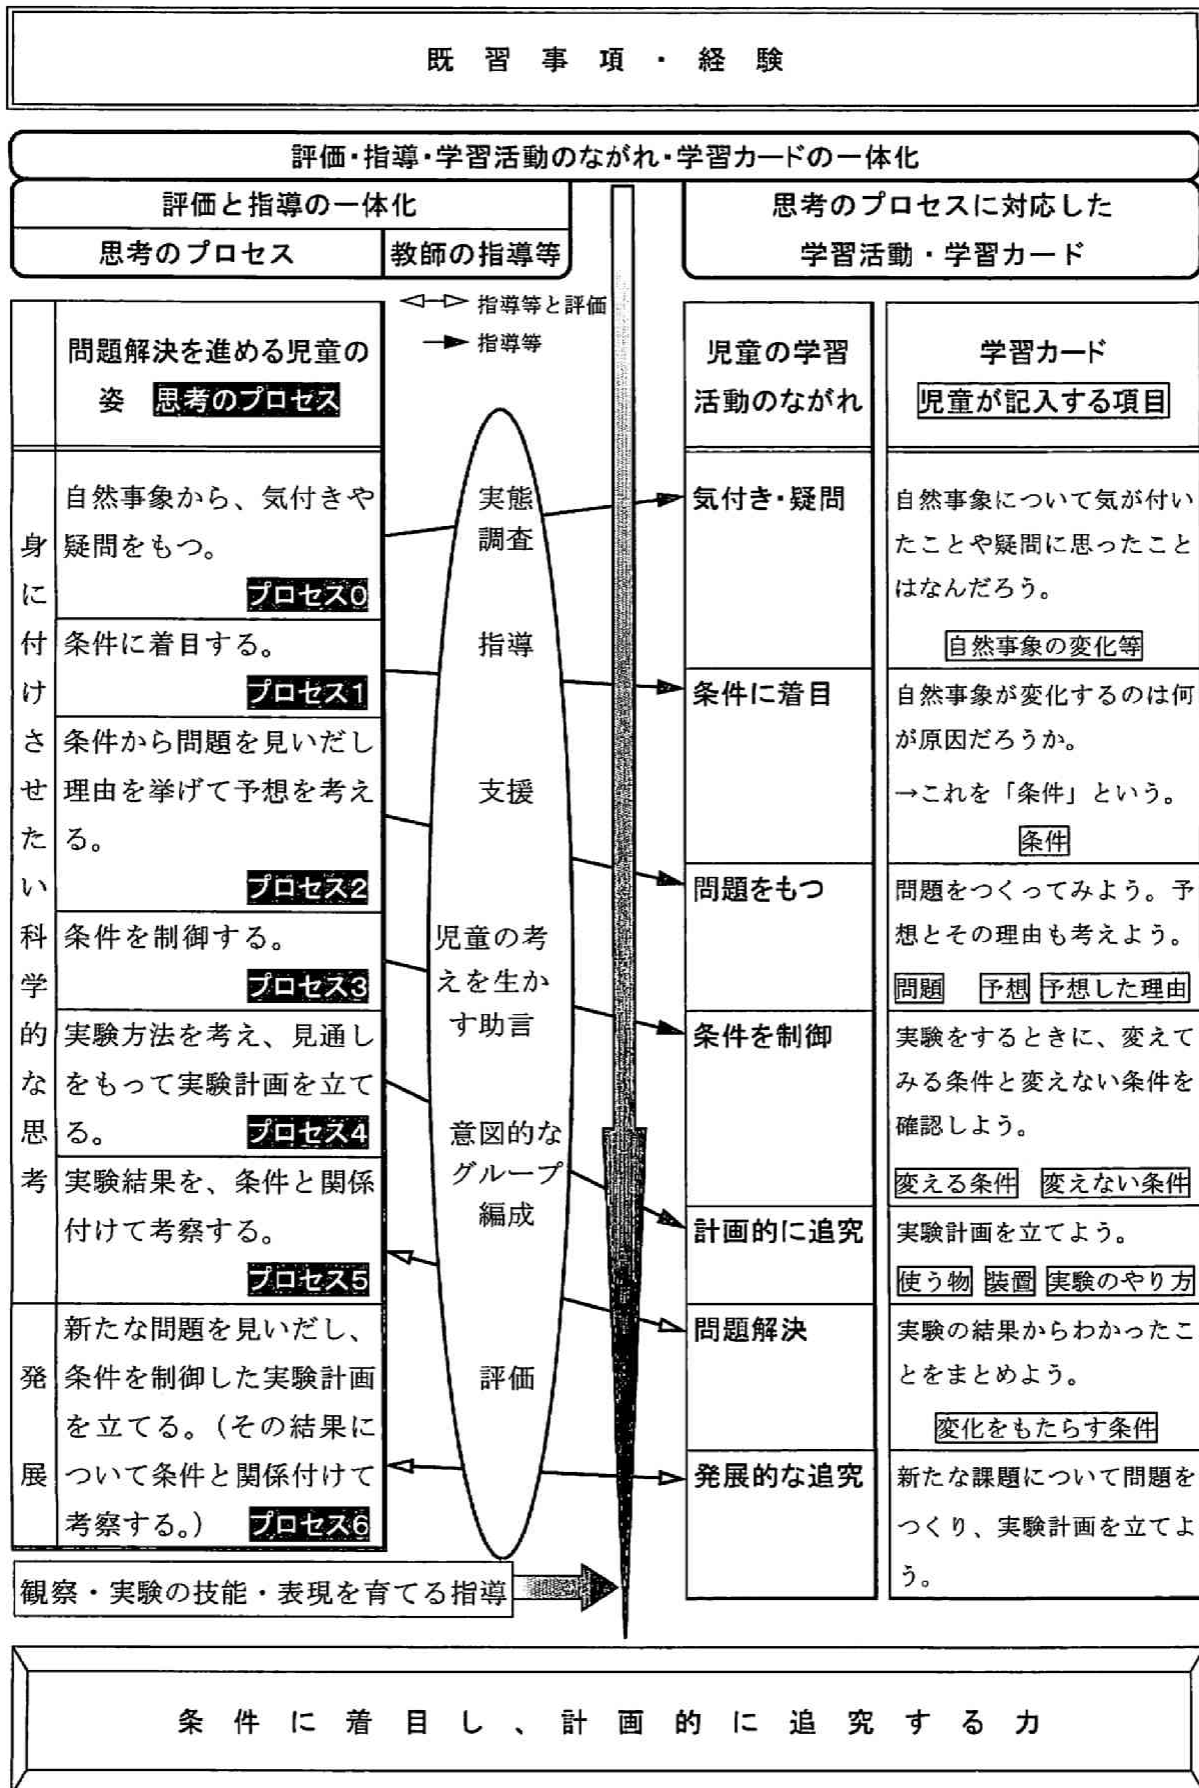 既習事項・経験
評価・指導・学習活動のながれ・学習カードの一体化
評価と指導の一体化
思考のプロセス
教師の指導等
思考のプロセスに対応した
学習活動・学習カード
指導等と評価
指導等
問題解決を進める児童の
姿 思考のプロセス
児童の学習
活動のながれ
学習カード
児童が記入する項目
身に付けさせたい科学的な思考
自然事象から、気付きや
疑問をもつ。
プロセス0
条件に着目する。
プロセス1
条件から問題を見いだし
理由を挙げて予想を考え
る。
プロセス2
条件を制御する。
プロセス3
実験方法を考え、見通し
をもって実験計画を立て
る。 プロセス4
実験結果を、条件と関係
付けて考察する。
プロセス5
発展
新たな問題を見いだし、
条件を制御した実験計画
を立てる。(その結果に
ついて条件と関係付けて
考察する。) プロセス6
実態
調査
指導
支援
児童の考
えを生か
す助言
意図的な
グループ
編成
評価
気付き・疑問
自然事象について気が付い
たことや疑問に思ったこと
はなんだろう。
自然事象の変化等
条件に着目
自然事象が変化するのは何
が原因だろうか。
→これを「条件」という。
条件
問題をもつ
問題をつくってみよう。予
想とその理由も考えよう。
問題 予想 予想した理由
条件を制御
実験をするときに、変えて
みる条件と変えない条件を
確認しよう。
変える条件 変えない条件
計画的に追究
実験計画を立てよう。
使う物 装置 実験のやり方
問題解決
実験の結果からわかったこ
とをまとめよう。
変化をもたらす条件
発展的な追究
新たな課題について問題を
つくり、実験計画を立てよ
う。
観察・実験の技能・表現を育てる指導
条件に着目し、計画的に追究する力